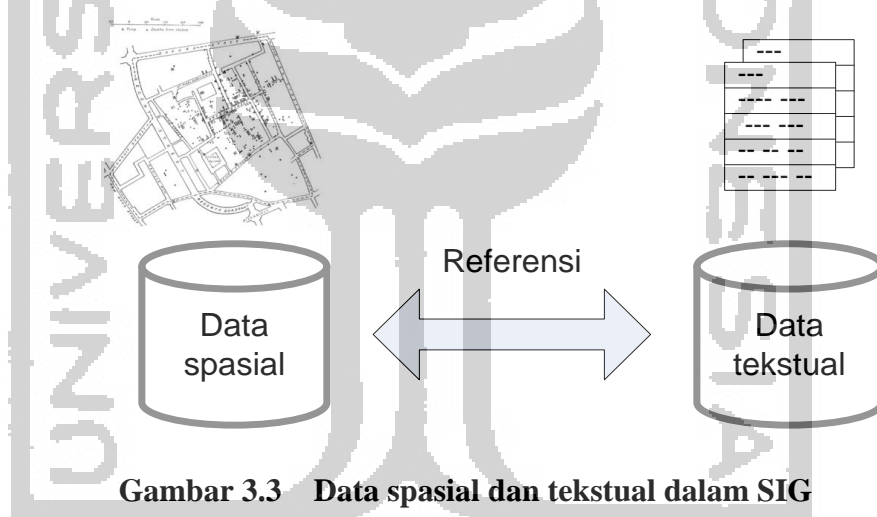 Referensi
Data
spasial
Data
tekstual
Gambar 3.3 Data spasial dan tekstual dalam SIG